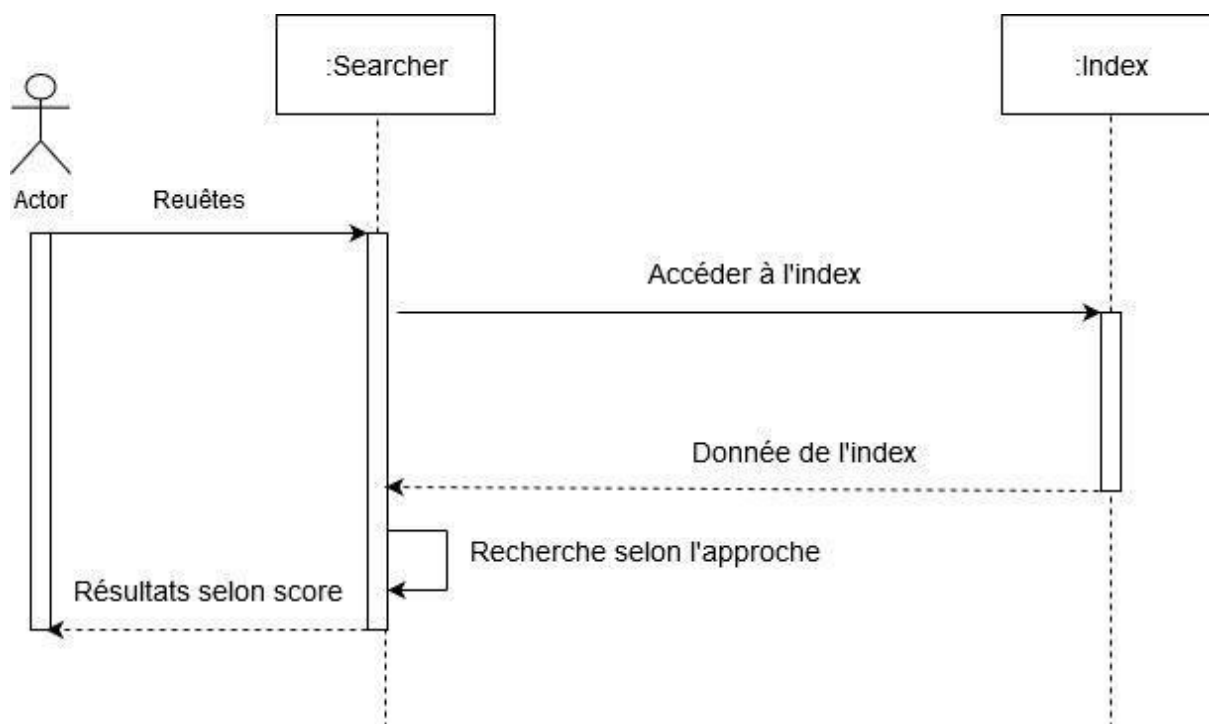 :Searcher
:Index
Actor
Reuêtes
Accéder à l'index
Donnée de l'index
Recherche selon l'approche
Résultats selon score